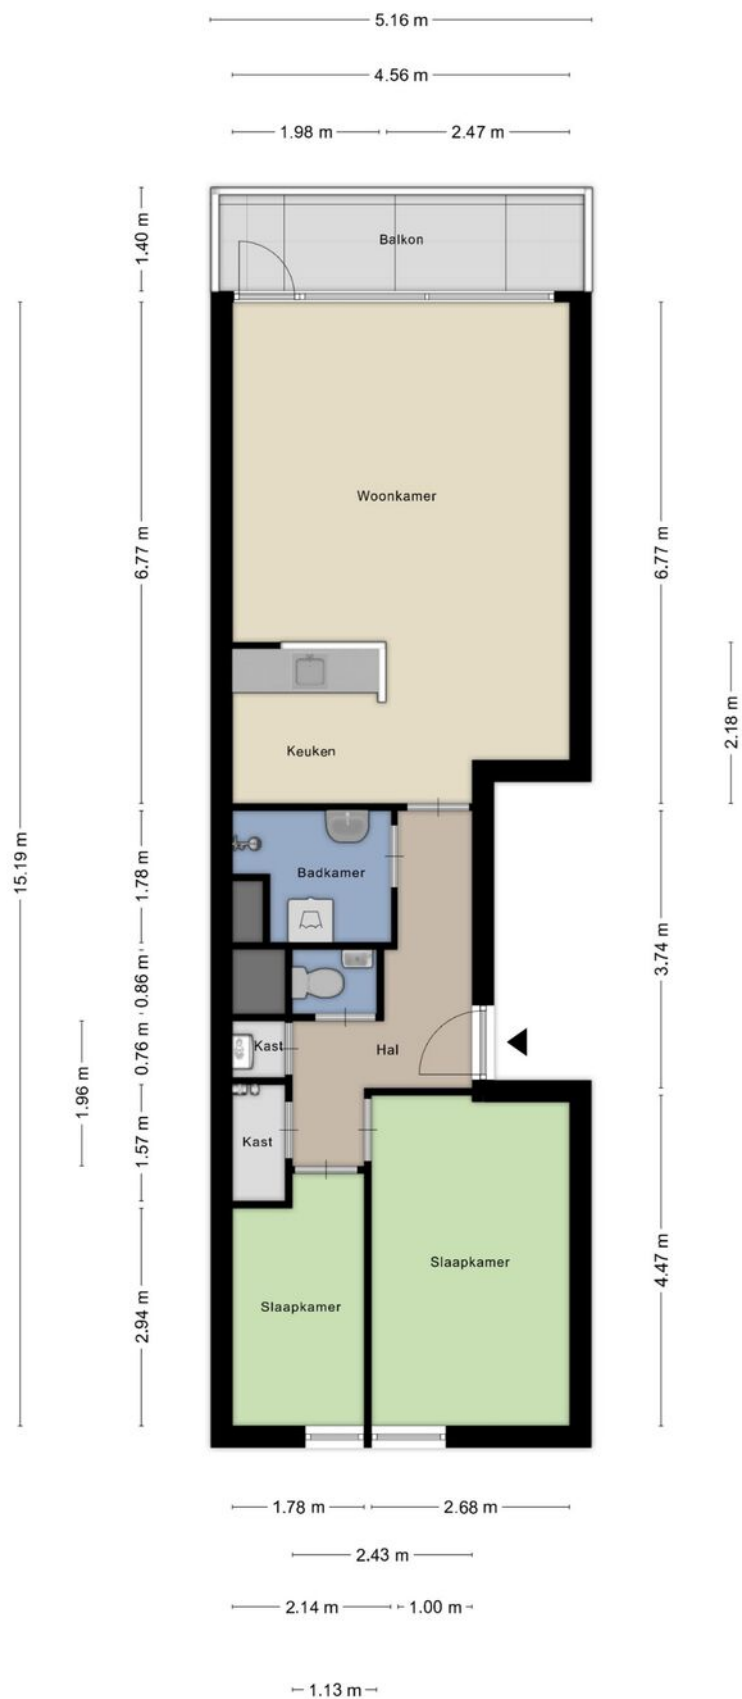 5.16 m
4.56 m
1.98 m
2.47 m
1.40 m
Balkon
Woonkamer
6.77 m
6.77 m
2.18 m
Keuken
15.19 m
1.78 m
Badkamer
3.74 m
0.86 m
0.76 m
Kast
Hal
1.96 m
1.57 m
Kast
4.47 m
Slaapkamer
2.94 m
Slaapkamer
1.78 m
2.68 m
2.43 m
2.14 m
1.00 m
1.13 m